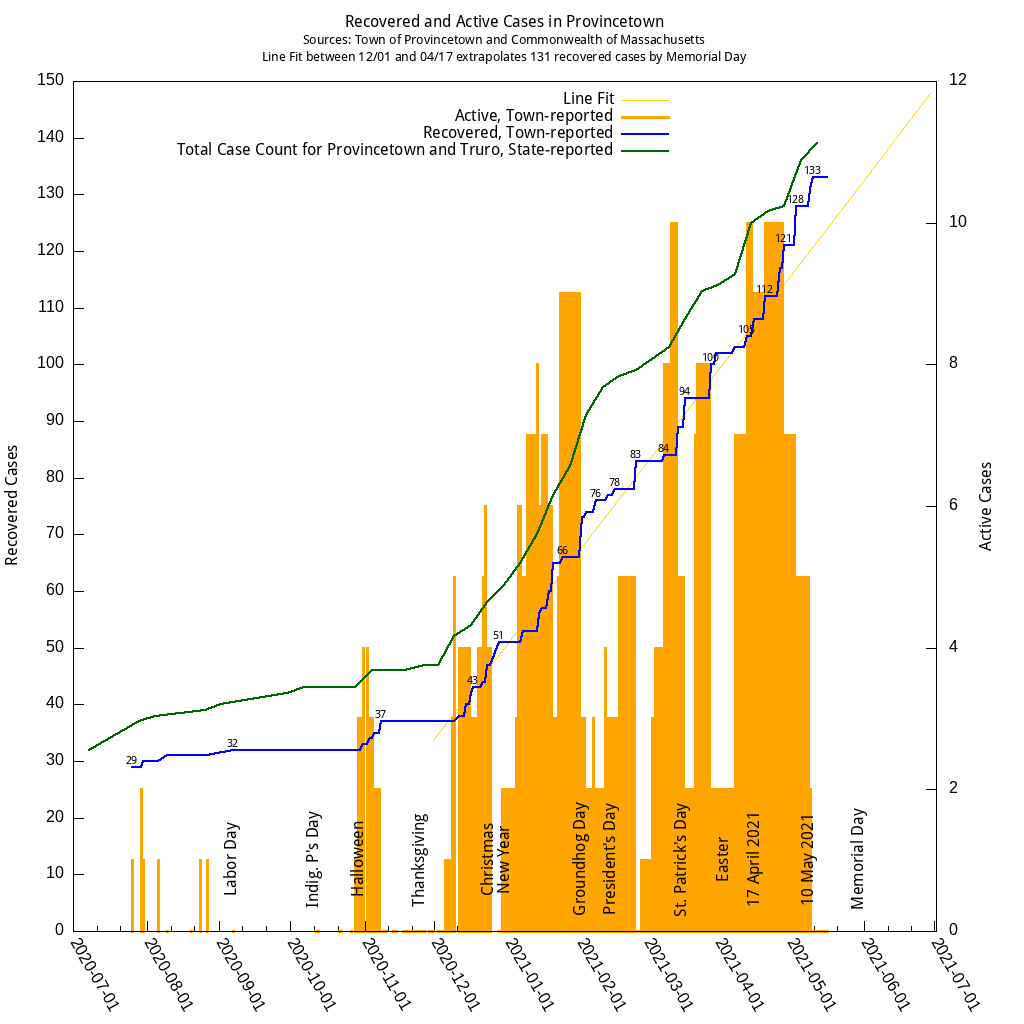 Recovered and Active Cases in Provincetown
Sources: Town of Provincetown and Commonwealth of Massachusetts
Line Fit between 12/01 and 04/17 extrapolates 131 recovered cases by Memorial Day
Line Fit
Active, Town-reported
Recovered, Town-reported
Total Case Count for Provincetown and Truro, State-reported
Recovered Cases
150
140
130
120
110
100
90
80
70
60
50
40
30
20
10
0
Active Cases
12
10
8
6
4
2
0
29
32
37
43
51
66
76
78
83
84
94
100
105
112
121
128
133
Labor Day
Indig. P's Day
Halloween
Thanksgiving
Christmas
New Year
Groundhog Day
President's Day
St. Patrick's Day
Easter
17 April 2021
10 May 2021
Memorial Day
2020-07-01
2020-08-01
2020-09-01
2020-10-01
2020-11-01
2020-12-01
2021-01-01
2021-02-01
2021-03-01
2021-04-01
2021-05-01
2021-06-01
2021-07-01